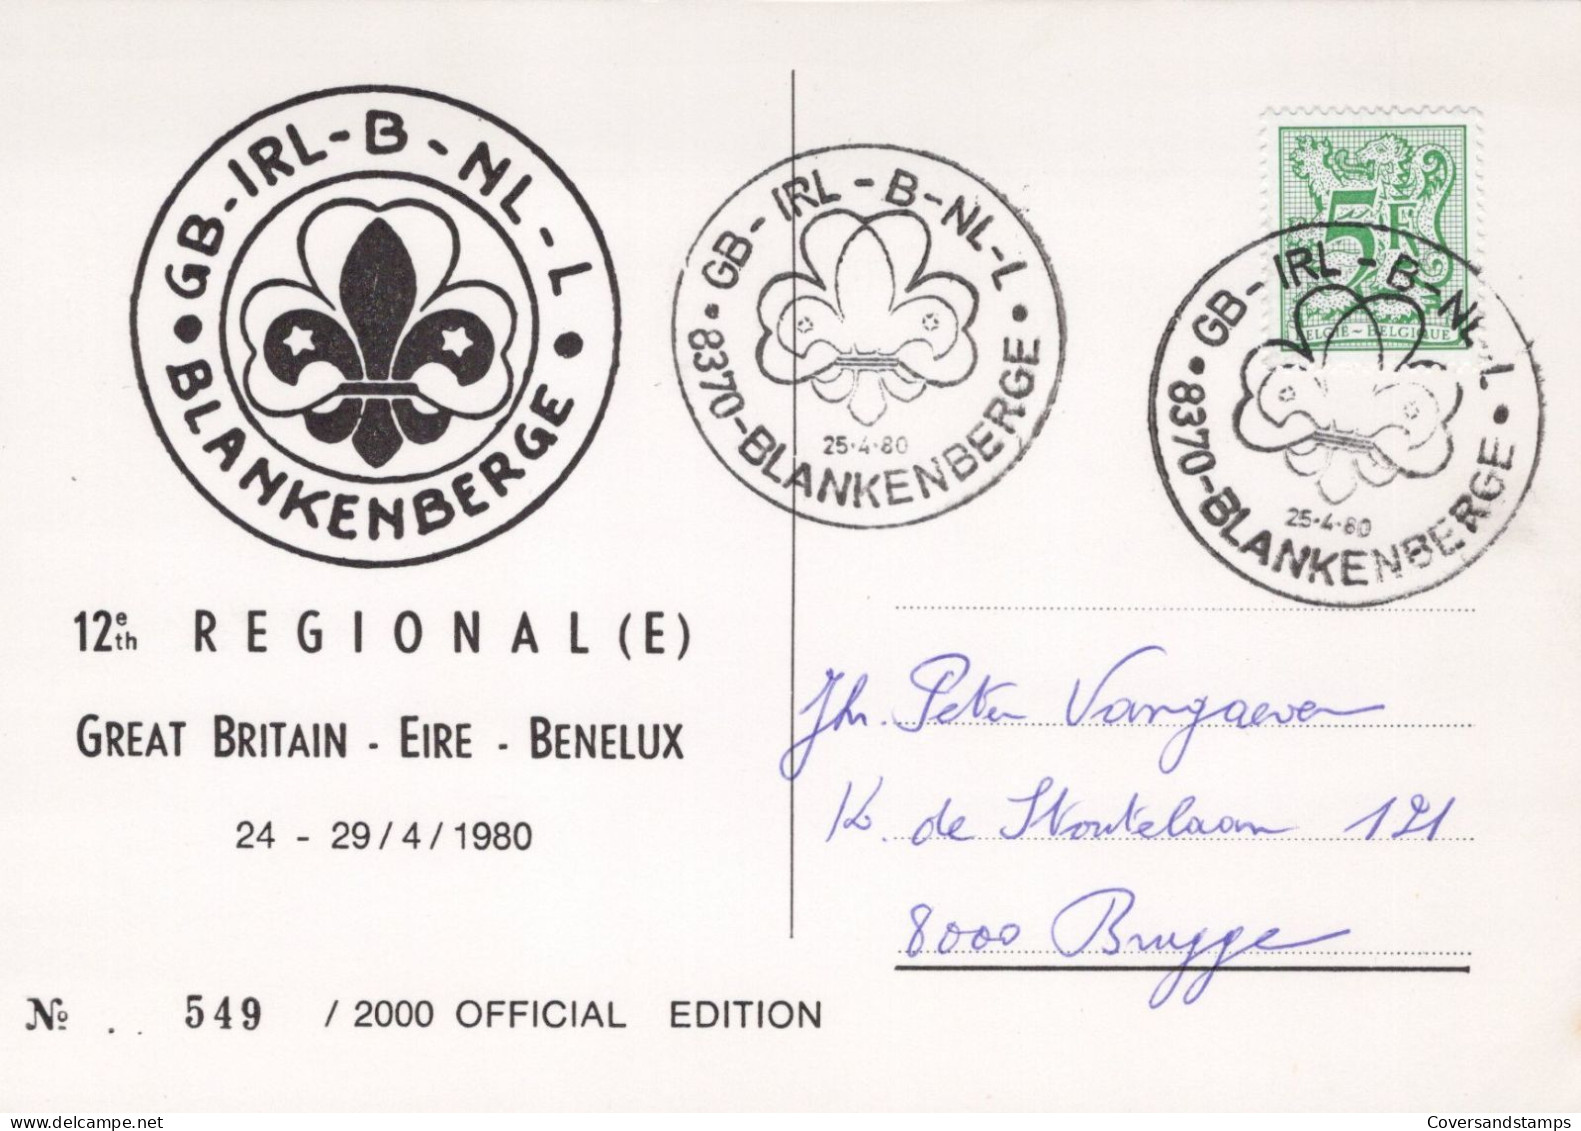 GB-IRL-B-NL-L
• BLANKENBERGE •
12e/th REGIONAL (E)
GREAT BRITAIN - EIRE - BENELUX
24 - 29/4/1980
№ .. 549 / 2000 OFFICIAL EDITION
GB-IRL-B-NL-L
• 8370-BLANKENBERGE •
25-4-80
5F
BELGIË~BELGIQUE
GB-IRL-B-NL-L
• 8370-BLANKENBERGE •
25-4-80
Jhr. Peter Vangaever
K. de Stoutelaan 121
8000 Brugge
Coversandstamps